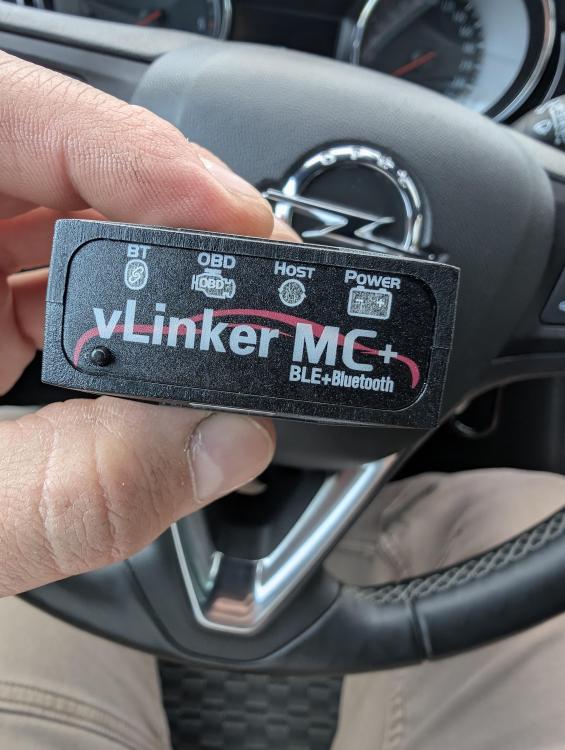 BT OBD HOST POWER
OBD
vLinker MC+
BLE+Bluetooth